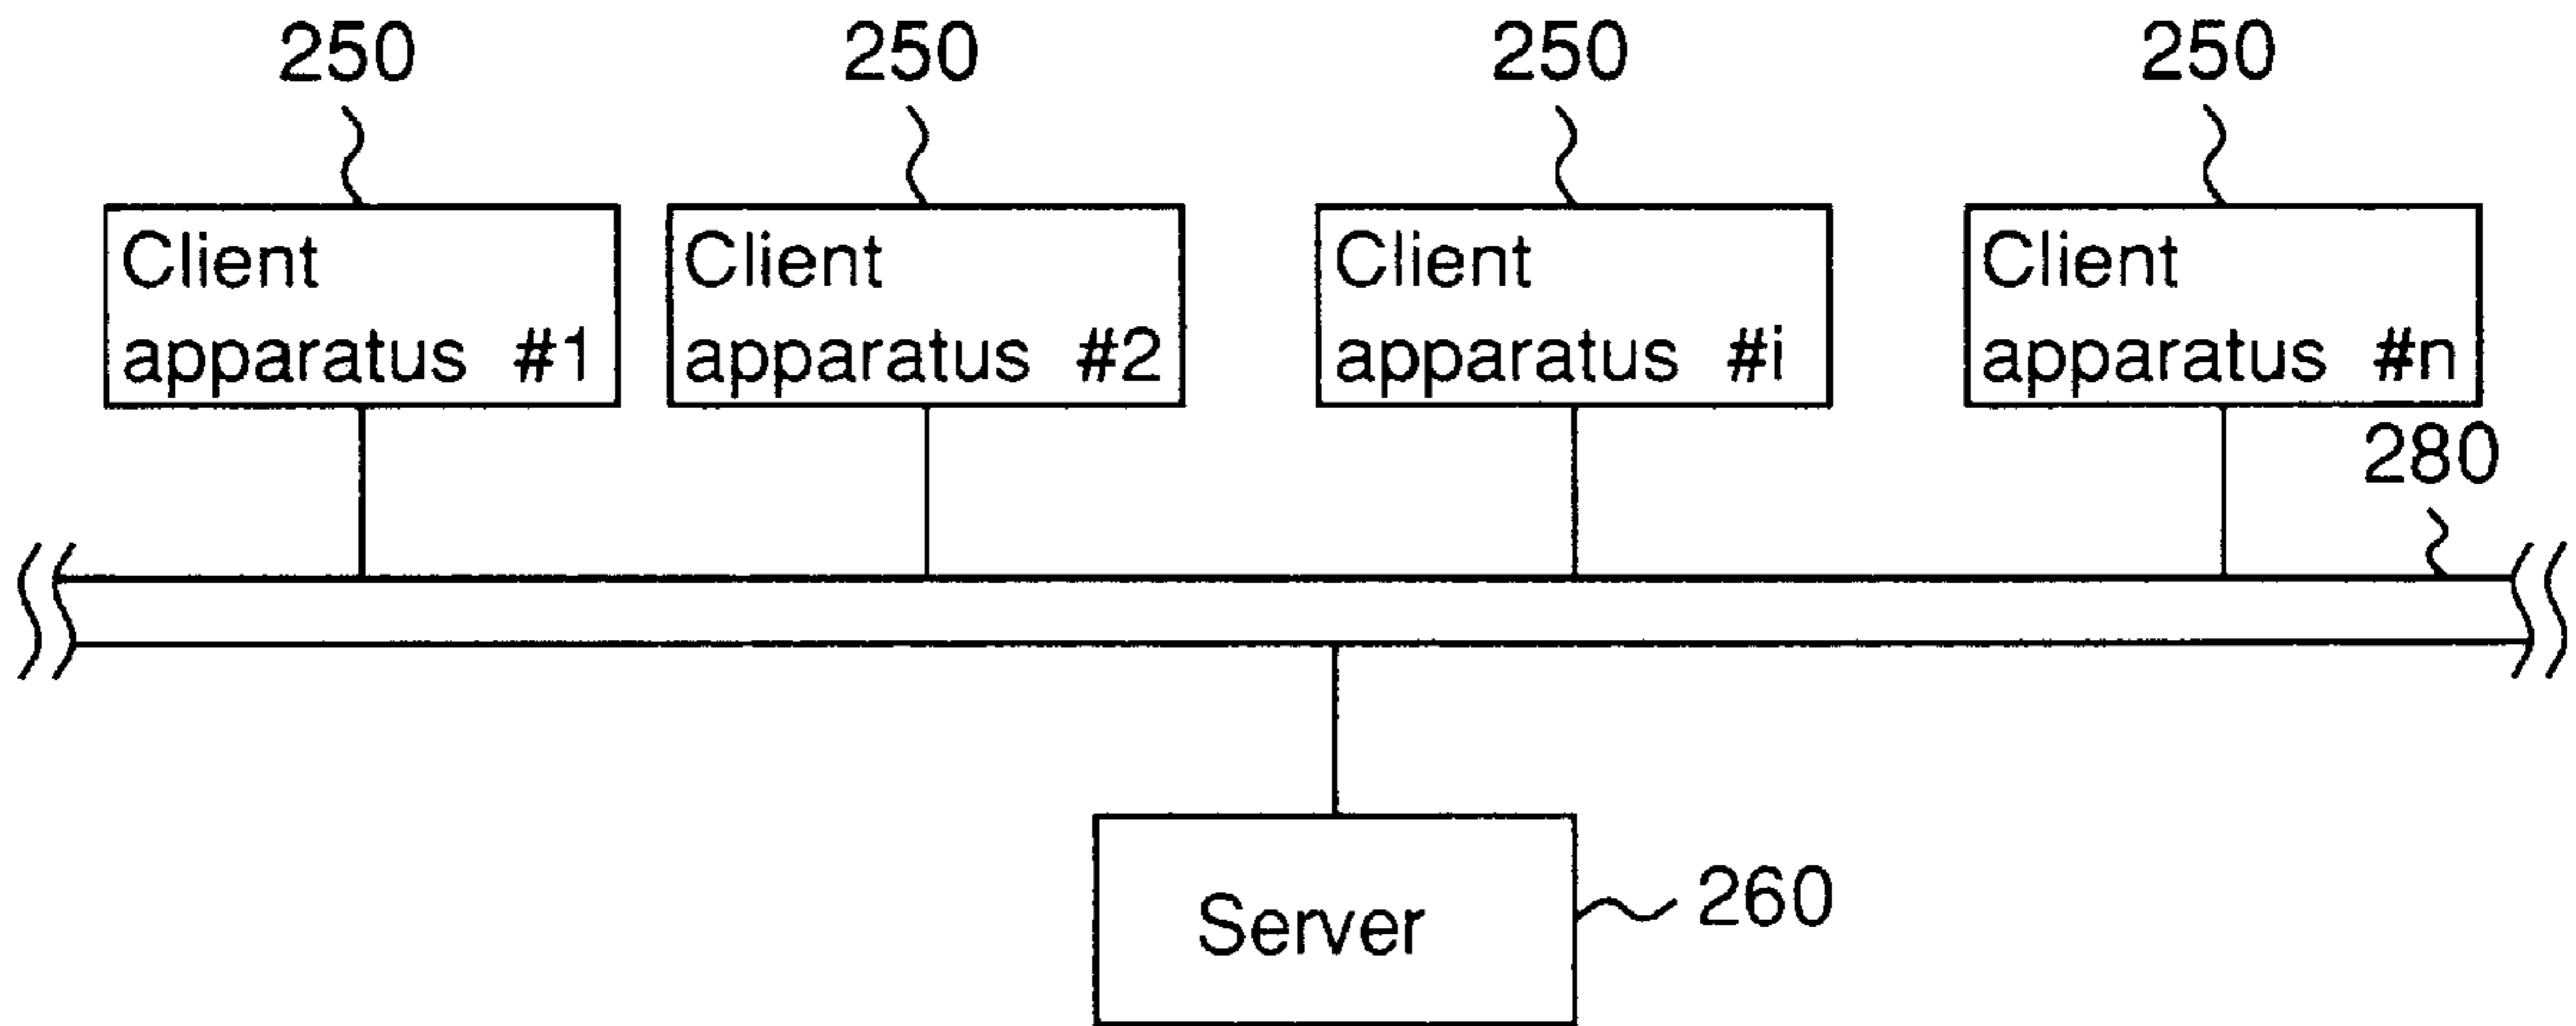 250 250 250 250
Client apparatus #1
Client apparatus #2
Client apparatus #i
Client apparatus #n
280
Server
260